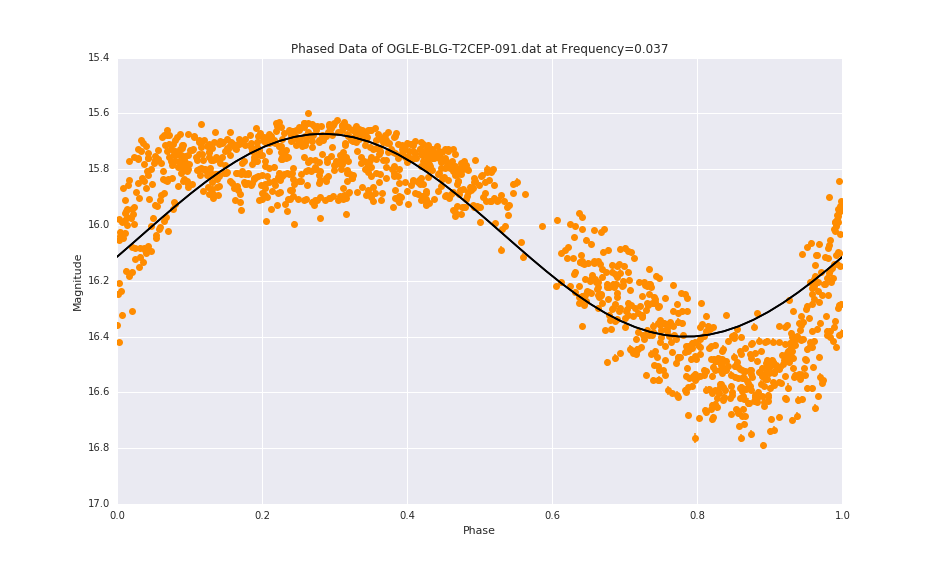 Phased Data of OGLE-BLG-T2CEP-091.dat at Frequency=0.037
15.4
15.6
15.8
16.0
16.2
16.4
16.6
16.8
17.0
Magnitude
0.0 0.2 0.4 0.6 0.8 1.0
Phase